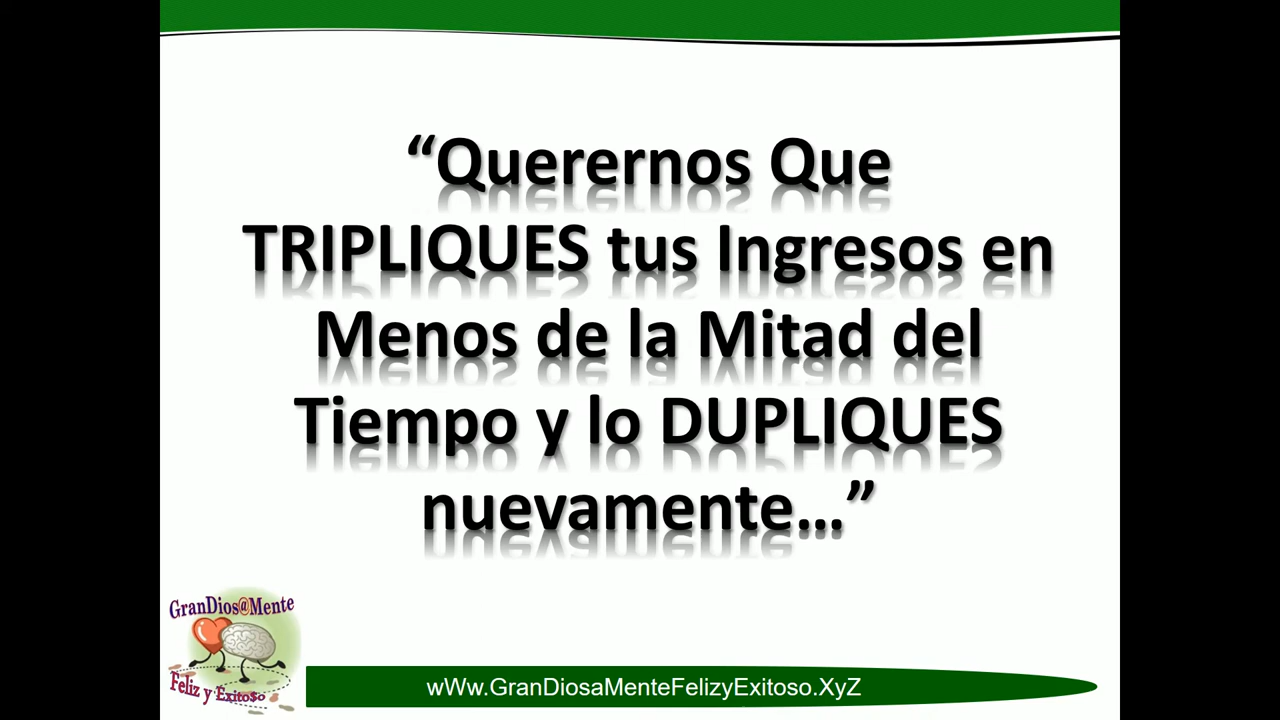 “Querernos Que
TRIPLIQUES tus Ingresos en
Menos de la Mitad del
Tiempo y lo DUPLIQUES
nuevamente...”
GranDios@Mente
Feliz y Exito$o
wWw.GranDiosaMenteFelizyExitoso.XyZ